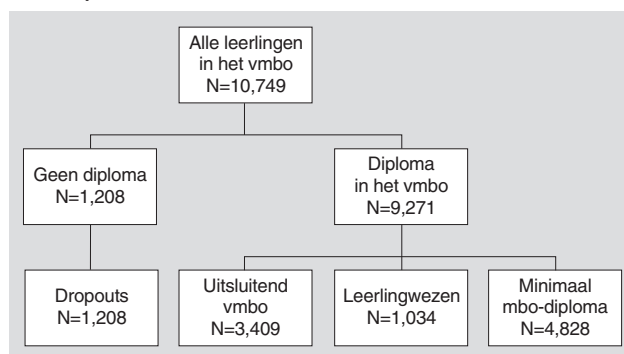 Alle leerlingen
in het vmbo
N=10,749
Geen diploma
N=1,208
Diploma
in het vmbo
N=9,271
Dropouts
N=1,208
Uitsluitend
vmbo
N=3,409
Leerlingwezen
N=1,034
Minimaal
mbo-diploma
N=4,828